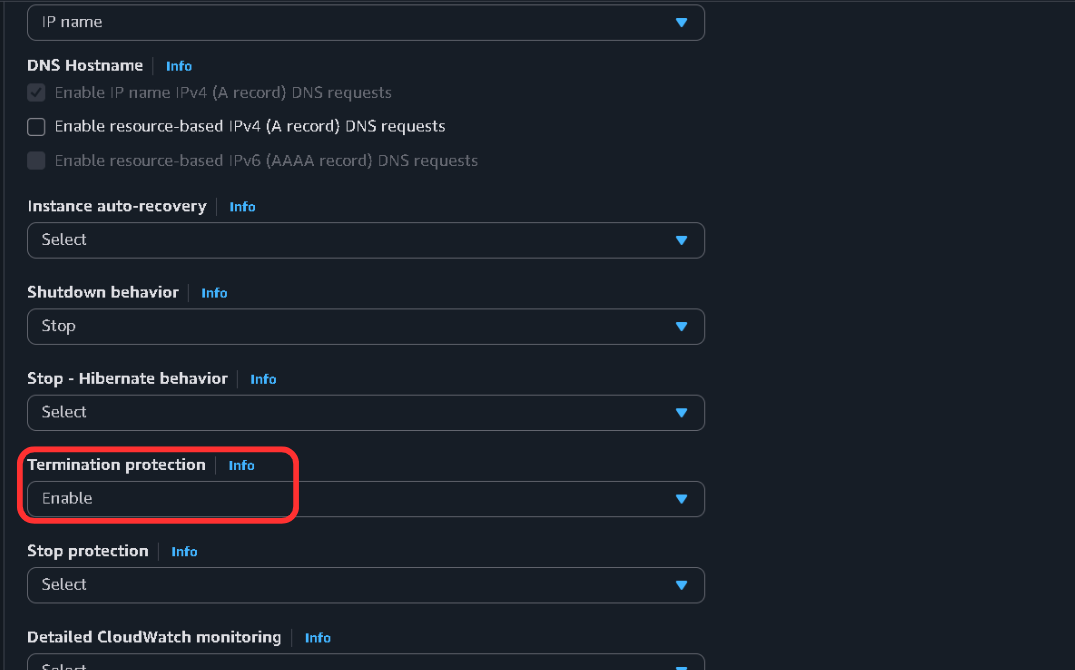 IP name
DNS Hostname Info
Enable IP name IPv4 (A record) DNS requests
Enable resource-based IPv4 (A record) DNS requests
Enable resource-based IPv6 (AAAA record) DNS requests
Instance auto-recovery Info
Select
Shutdown behavior Info
Stop
Stop - Hibernate behavior Info
Select
Termination protection Info
Enable
Stop protection Info
Select
Detailed CloudWatch monitoring Info
Select